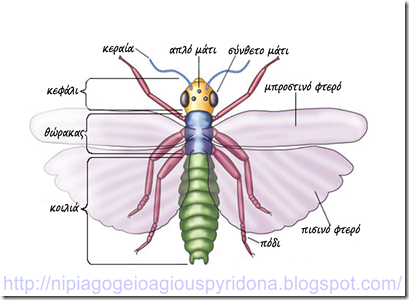 κεραία
απλό μάτι
σύνθετο μάτι
κεφάλι
μπροστινό φτερό
θώρακας
κοιλιά
πισινό φτερό
πόδι
http://nipiagogeioagiouspyridona.blogspot.com/